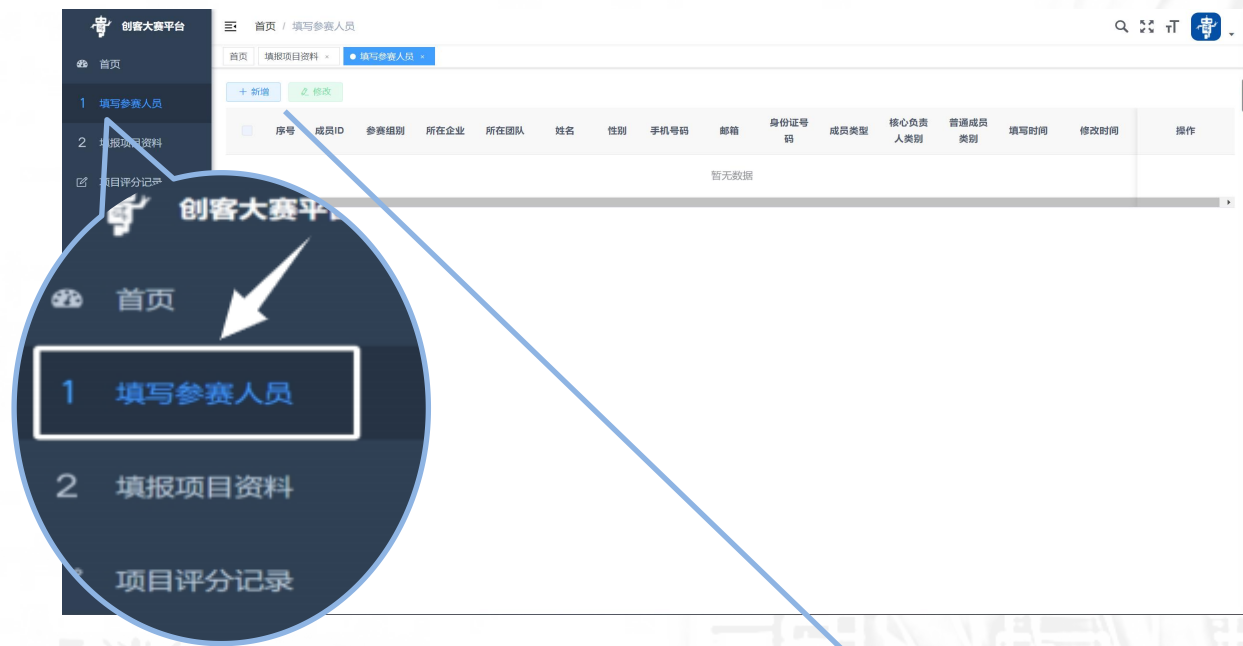 创客大赛平台
首页 / 填写参赛人员
首页
填报项目资料 ×
填写参赛人员 ×
首页
1 填写参赛人员
2 填报项目资料
项目评分记录
+ 新增
修改
序号 成员ID 参赛组别 所在企业 所在团队 姓名 性别 手机号码 邮箱 身份证号码 成员类型 核心负责人类别 普通成员类别 填写时间 修改时间 操作
暂无数据
创客大赛平台
首页
1 填写参赛人员
2 填报项目资料
项目评分记录